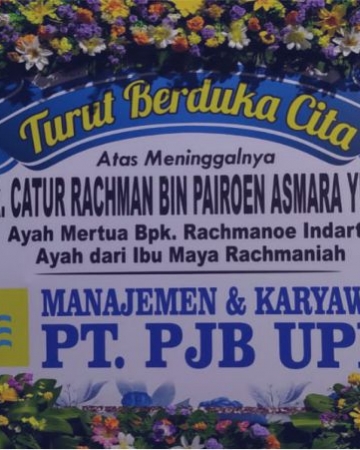 Turut Berduka Cita
Atas Meninggalnya
. CATUR RACHMAN BIN PAIROEN ASMARA Y
Ayah Mertua Bpk. Rachmanoe Indart
Ayah dari Ibu Maya Rachmaniah
MANAJEMEN & KARYAW
PT. PJB UP